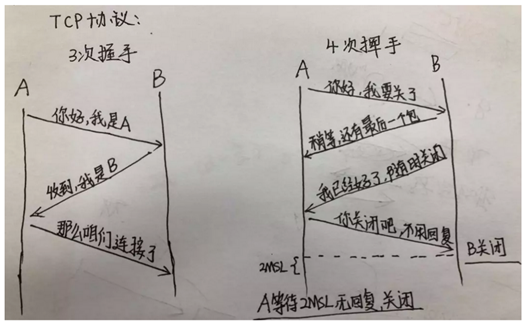 TCP协议:
3次握手
A
B
你好,我是A
收到,我是B
那么咱们连接了
4次挥手
A
B
你好,我要关了
稍等,还有最后一个包
我已经好了,随时关闭
你关闭吧,不用回复
B关闭
2MSL
A等待2MSL无回复,关闭